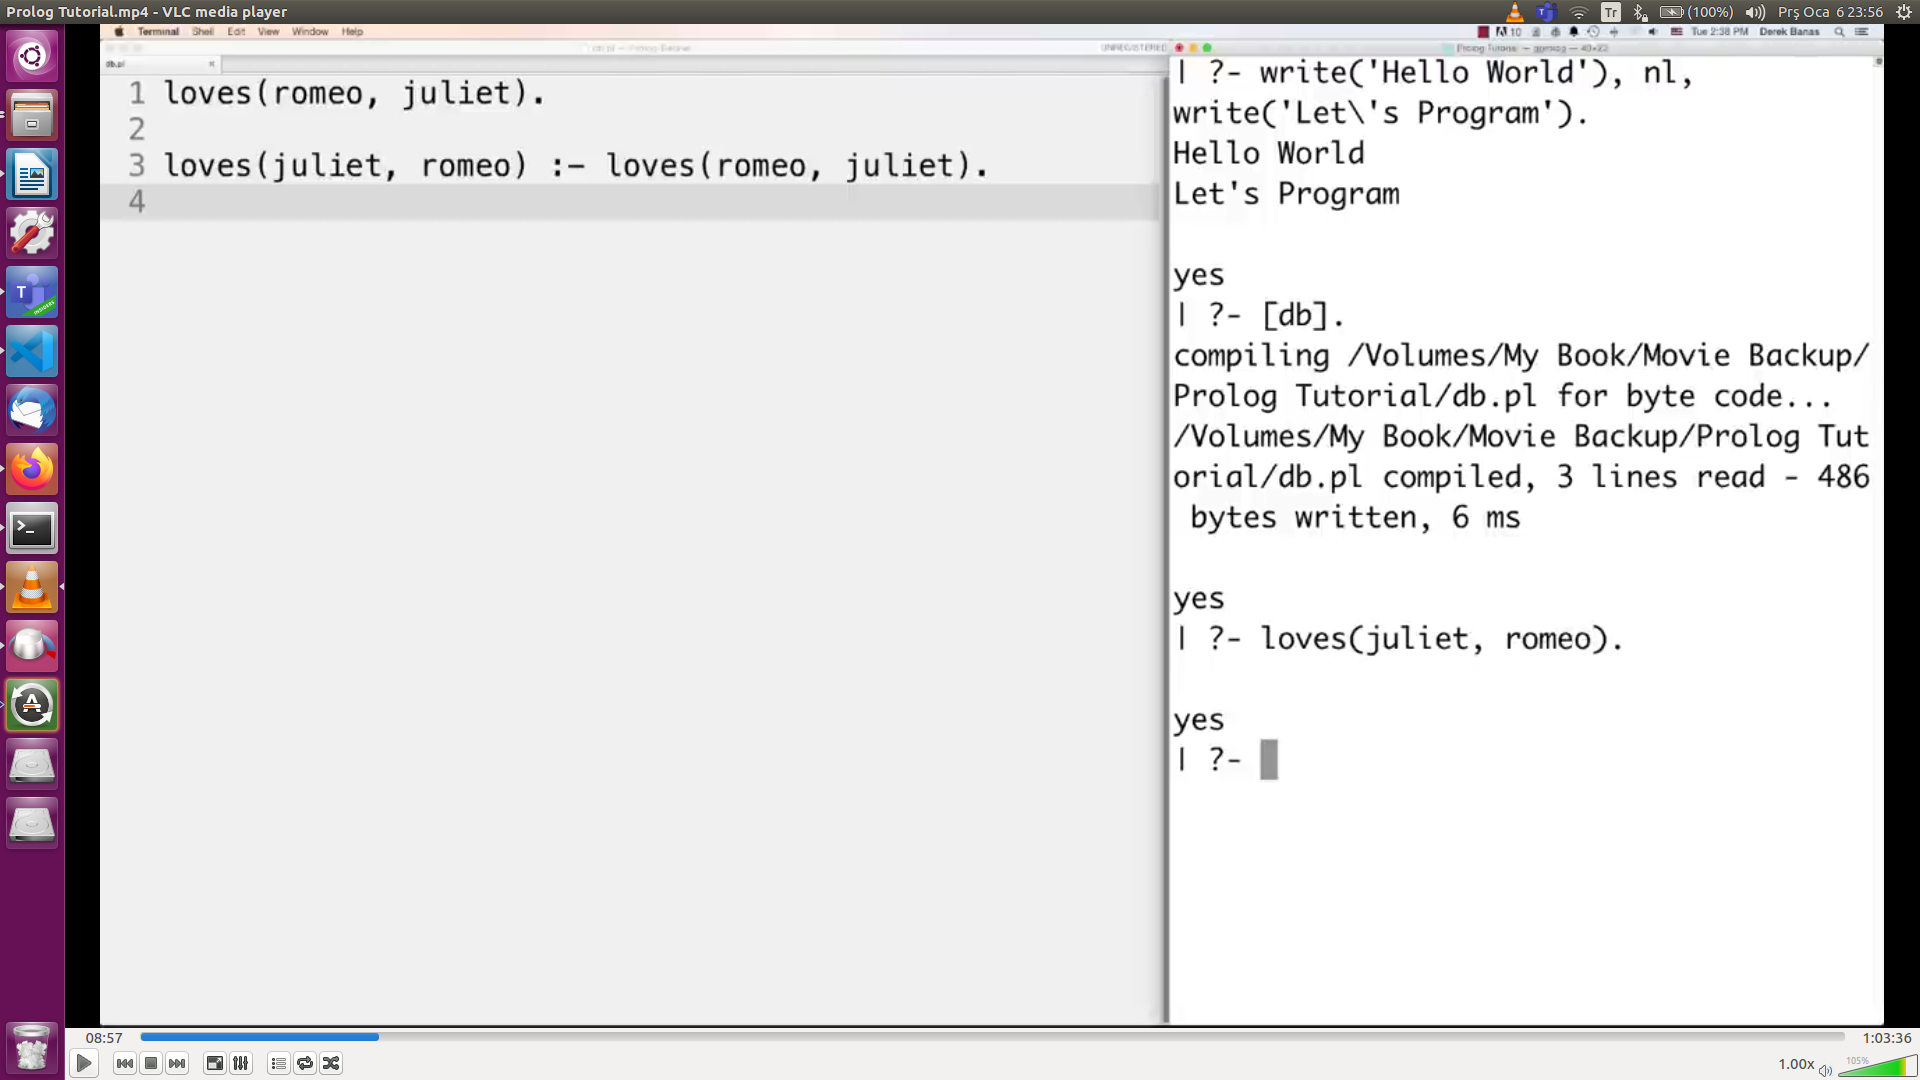 Prolog Tutorial.mp4 - VLC media player
Tr
(100%)
Prş Oca 6 23:56
Terminal Shell Edit View Window Help
10
Tue 2:38 PM Derek Banas
UNREGISTERED
db.pl
1 loves(romeo, juliet).
2
3 loves(juliet, romeo) :- loves(romeo, juliet).
4
| ?- write('Hello World'), nl,
write('Let\'s Program').
Hello World
Let's Program
yes
| ?- [db].
compiling /Volumes/My Book/Movie Backup/
Prolog Tutorial/db.pl for byte code...
/Volumes/My Book/Movie Backup/Prolog Tut
orial/db.pl compiled, 3 lines read - 486
bytes written, 6 ms
yes
| ?- loves(juliet, romeo).
yes
| ?-
08:57
1:03:36
1.00x
105%